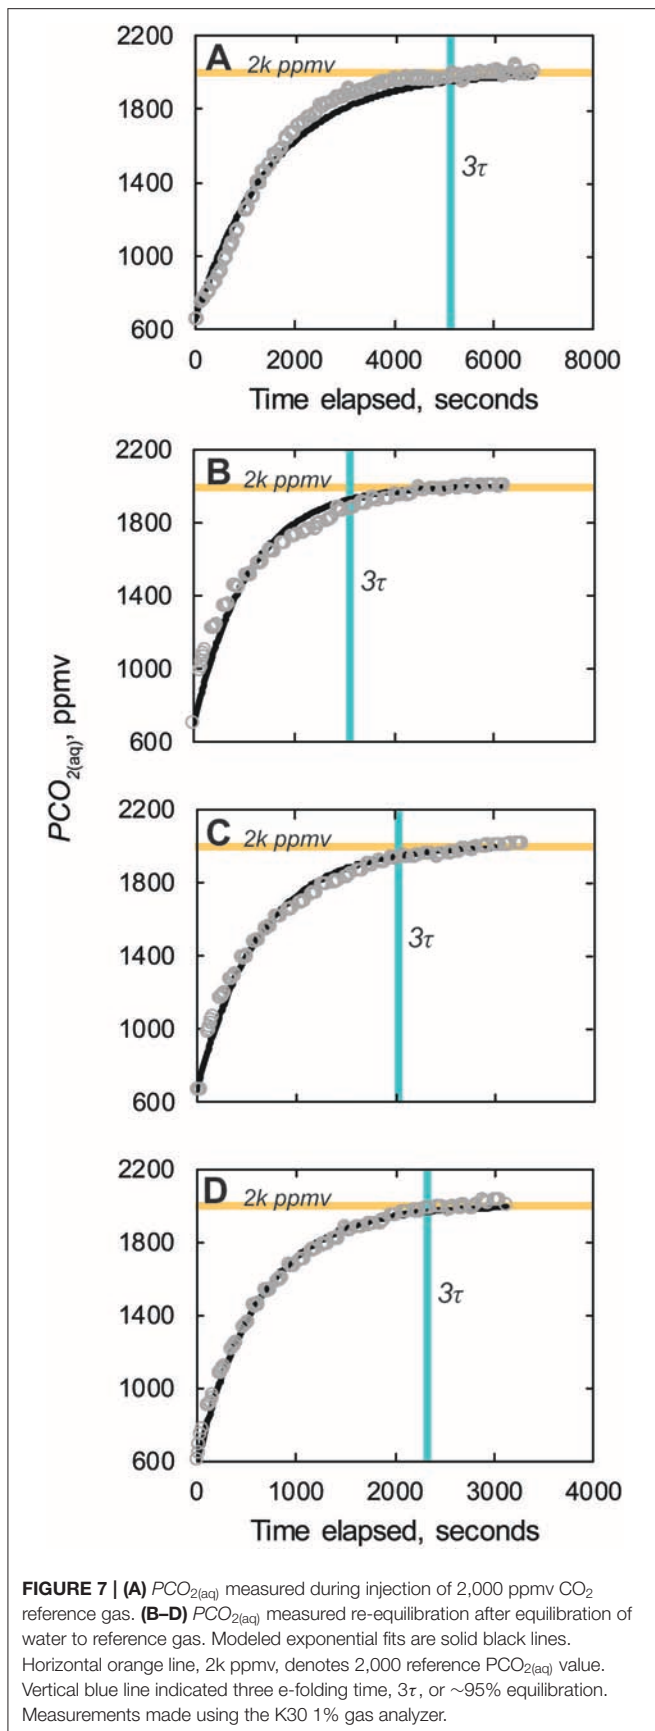 2200
A 2k ppmv
1800
3τ
1400
1000
600
0 2000 4000 6000 8000
Time elapsed, seconds
2200
B 2k ppmv
1800
3τ
1400
1000
600
PCO2(aq), ppmv
2200
C 2k ppmv
1800
3τ
1400
1000
600
2200
D 2k ppmv
1800
3τ
1400
1000
600
0 1000 2000 3000 4000
Time elapsed, seconds
FIGURE 7 | (A) PCO2(aq) measured during injection of 2,000 ppmv CO2
reference gas. (B–D) PCO2(aq) measured re-equilibration after equilibration of
water to reference gas. Modeled exponential fits are solid black lines.
Horizontal orange line, 2k ppmv, denotes 2,000 reference PCO2(aq) value.
Vertical blue line indicated three e-folding time, 3τ, or ∼95% equilibration.
Measurements made using the K30 1% gas analyzer.